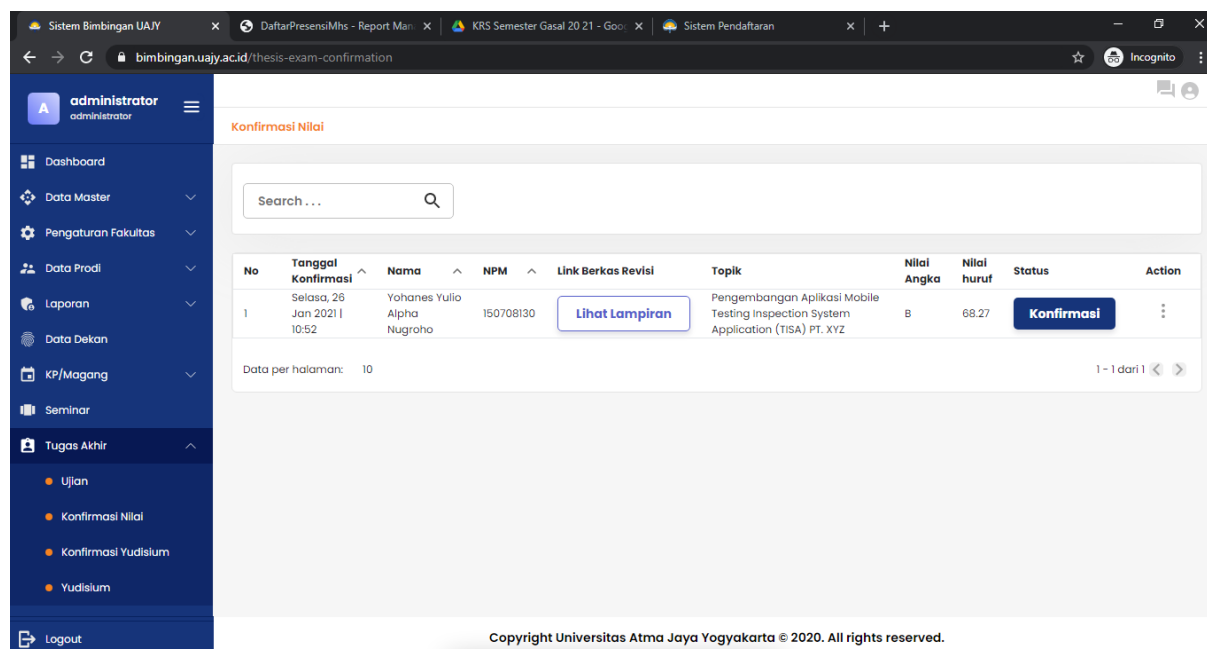 Sistem Bimbingan UAJY
DaftarPresensiMhs - Report Man
KRS Semester Gasal 20 21 - Goog
Sistem Pendaftaran
bimbingan.uajy.ac.id/thesis-exam-confirmation
Incognito
A
administrator
administrator
Konfirmasi Nilai
Dashboard
Data Master
Pengaturan Fakultas
Data Prodi
Laporan
Data Dekan
KP/Magang
Seminar
Tugas Akhir
Ujian
Konfirmasi Nilai
Konfirmasi Yudisium
Yudisium
Logout
Search . . .
No
Tanggal
Konfirmasi
Nama
NPM
Link Berkas Revisi
Topik
Nilai
Angka
Nilai
huruf
Status
Action
1
Selasa, 26
Jan 2021 |
10:52
Yohanes Yulio
Alpha
Nugroho
150708130
Lihat Lampiran
Pengembangan Aplikasi Mobile
Testing Inspection System
Application (TISA) PT. XYZ
B
68.27
Konfirmasi
Data per halaman: 10
1 - 1 dari 1
Copyright Universitas Atma Jaya Yogyakarta © 2020. All rights reserved.